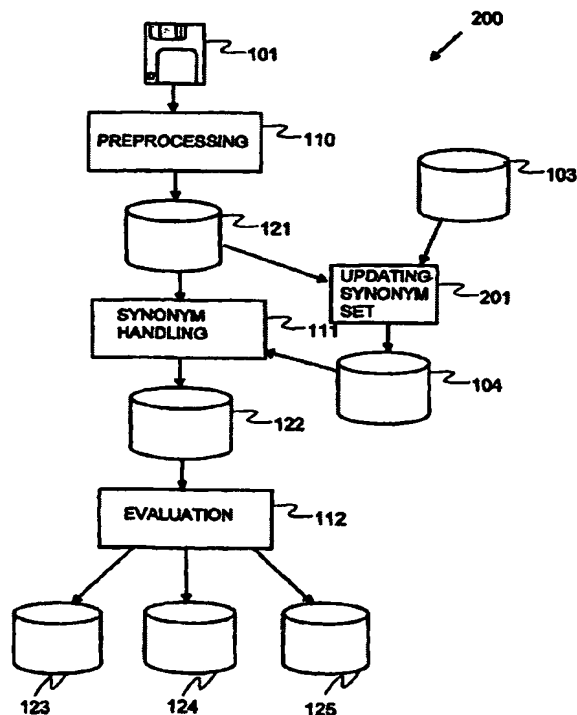 200
101
PREPROCESSING
110
103
121
UPDATING
SYNONYM
SET
201
SYNONYM
HANDLING
111
104
122
EVALUATION
112
123
124
125